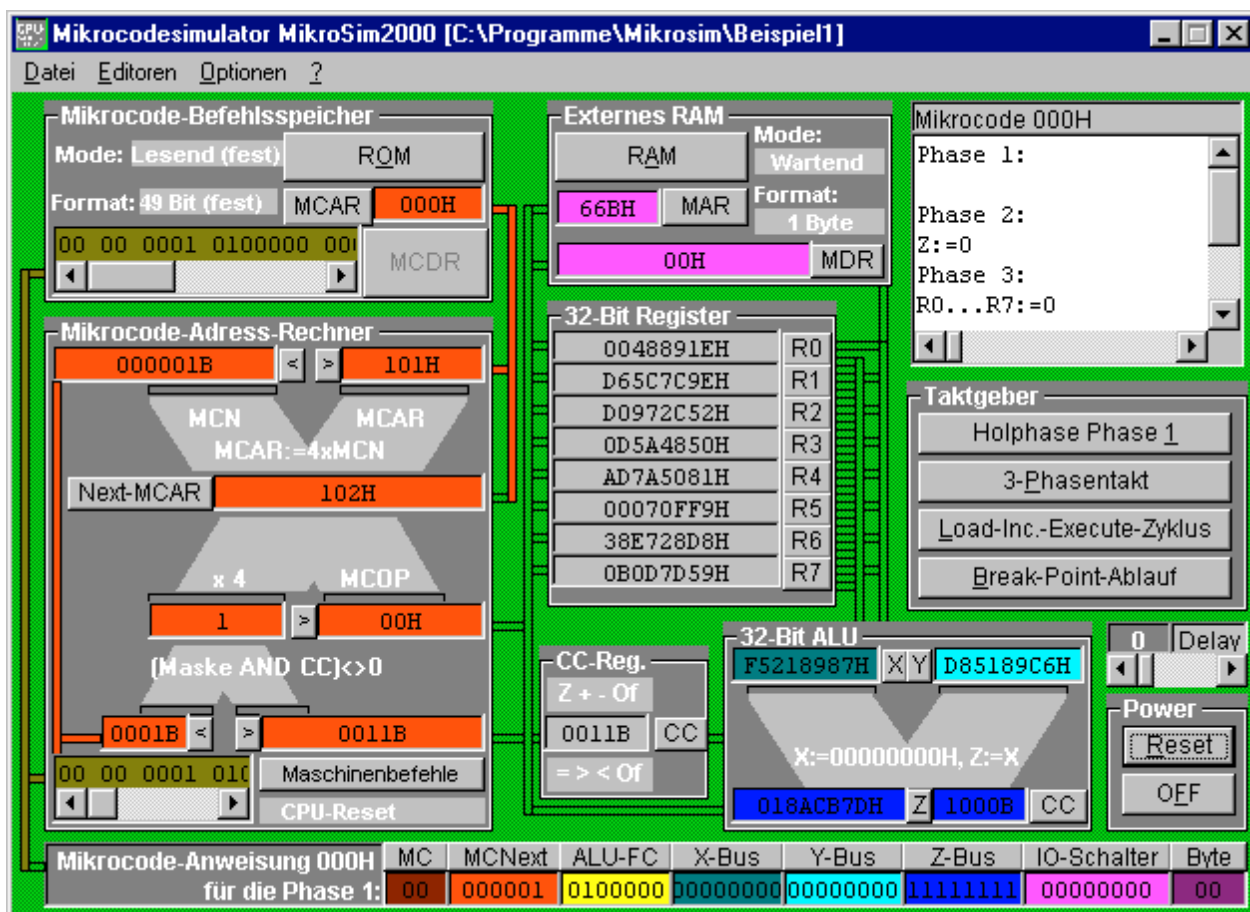 Mikrocodesimulator MikroSim2000 [C:\Programme\Mikrosim\Beispiel1]
Datei Editoren Optionen ?
Mikrocode-Befehlsspeicher
Mode: Lesend (fest) ROM
Format: 49 Bit (fest) MCAR 000H
00 00 0001 0100000
MCDR
Mikrocode-Adress-Rechner
000001B < > 101H
MCN MCAR
MCAR:=4xMCN
Next-MCAR 102H
x 4 MCOP
1 > 00H
(Maske AND CC)<>0
0001B < > 0011B
00 00 0001 Maschinenbefehle
CPU-Reset
Externes RAM
RAM Mode:
Wartend
66BH MAR Format:
1 Byte
00H MDR
32-Bit Register
0048891EH R0
D65C7C9EH R1
D0972C52H R2
0D5A4850H R3
AD7A5081H R4
00070FF9H R5
38E728D8H R6
0B0D7D59H R7
CC-Reg.
Z + - Of
0011B CC
= > < Of
32-Bit ALU
F5218987H X Y D85189C6H
X:=00000000H, Z:=X
018ACB7DH Z 1000B CC
Mikrocode 000H
Phase 1:
Phase 2:
Z:=0
Phase 3:
R0...R7:=0
Taktgeber
Holphase Phase 1
3-Phasentakt
Load-Inc.-Execute-Zyklus
Break-Point-Ablauf
0 Delay
Power
Reset
OFF
Mikrocode-Anweisung 000H MC MCNext ALU-FC X-Bus Y-Bus Z-Bus IO-Schalter Byte
für die Phase 1: 00 000001 0100000 00000000 00000000 11111111 00000000 00